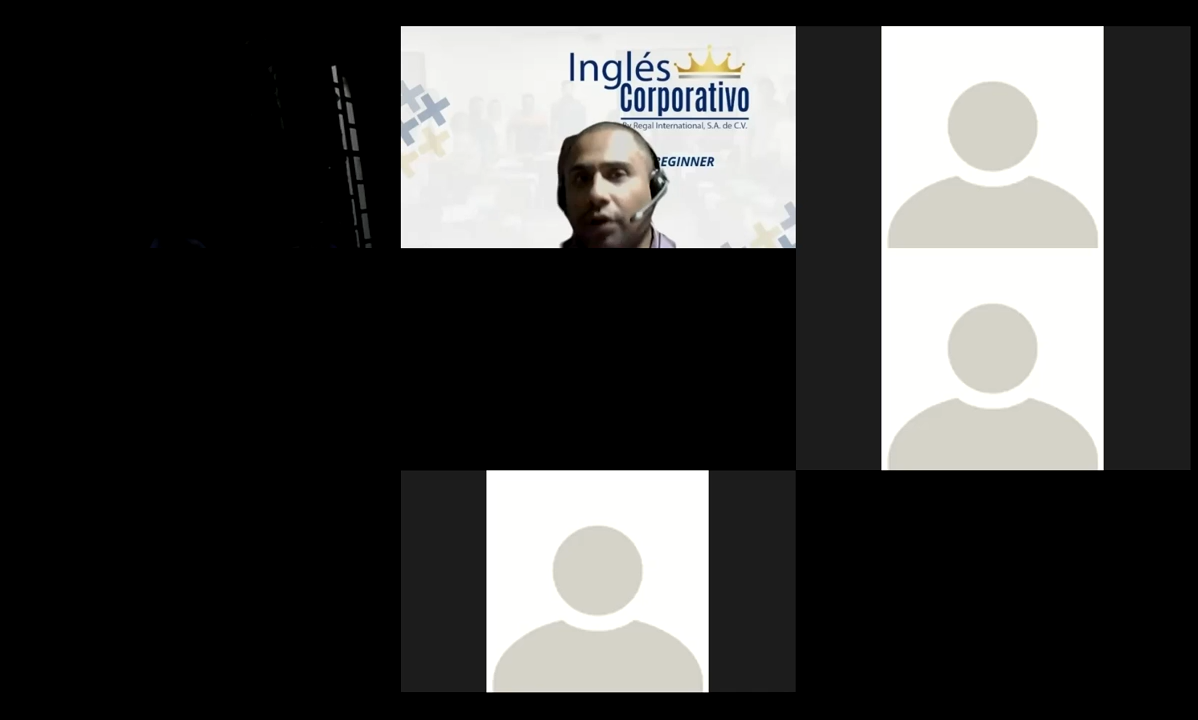 Inglés
Corporativo
By Regal International, S.A. de C.V.
BEGINNER